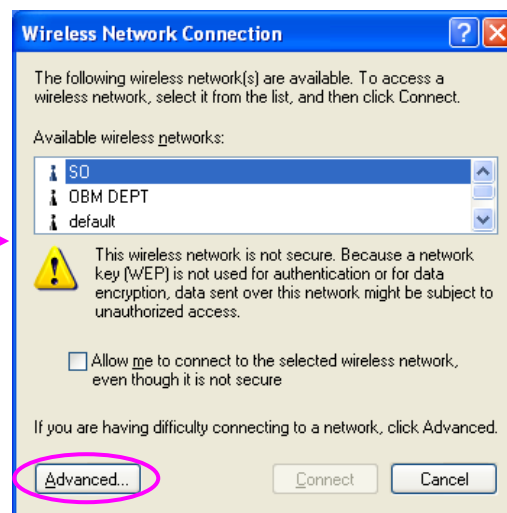 Wireless Network Connection
The following wireless network(s) are available. To access a
wireless network, select it from the list, and then click Connect.
Available wireless networks:
SO
OBM DEPT
default
This wireless network is not secure. Because a network
key (WEP) is not used for authentication or for data
encryption, data sent over this network might be subject to
unauthorized access.
Allow me to connect to the selected wireless network,
even though it is not secure
If you are having difficulty connecting to a network, click Advanced.
Advanced... Connect Cancel